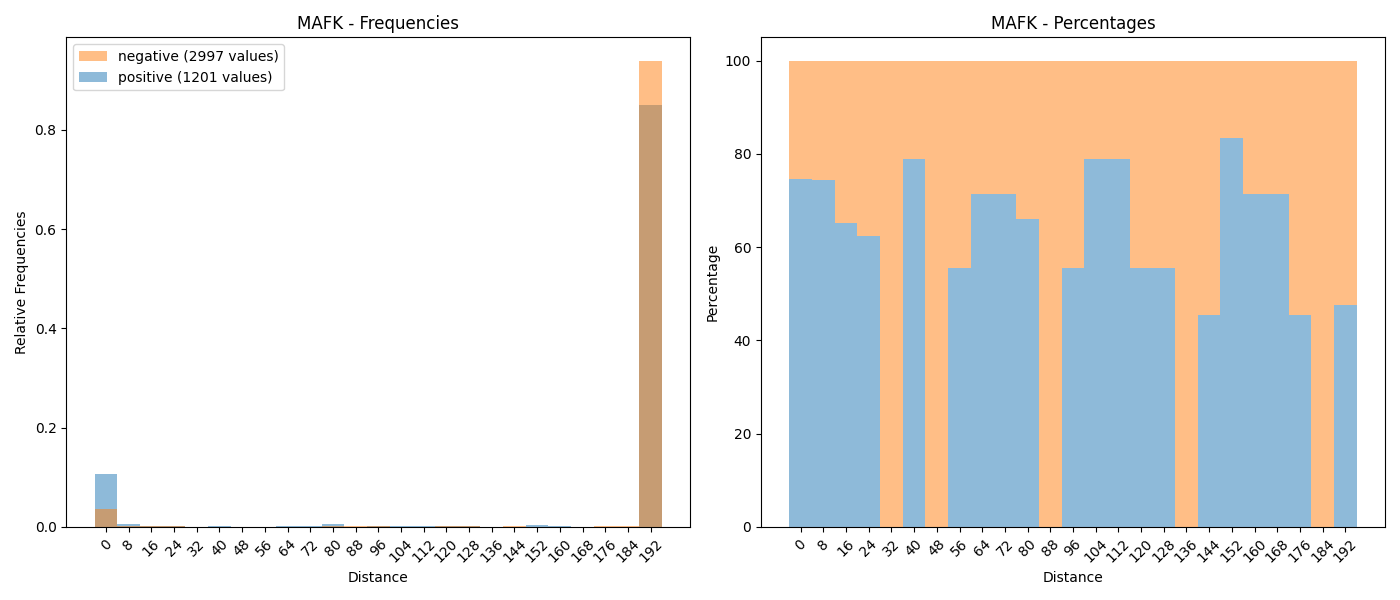 MAFK - Frequencies
negative (2997 values)
positive (1201 values)
Relative Frequencies
0.8
0.6
0.4
0.2
0.0
0 8 16 24 32 40 48 56 64 72 80 88 96 104 112 120 128 136 144 152 160 168 176 184 192
Distance
MAFK - Percentages
Percentage
100
80
60
40
20
0
0 8 16 24 32 40 48 56 64 72 80 88 96 104 112 120 128 136 144 152 160 168 176 184 192
Distance